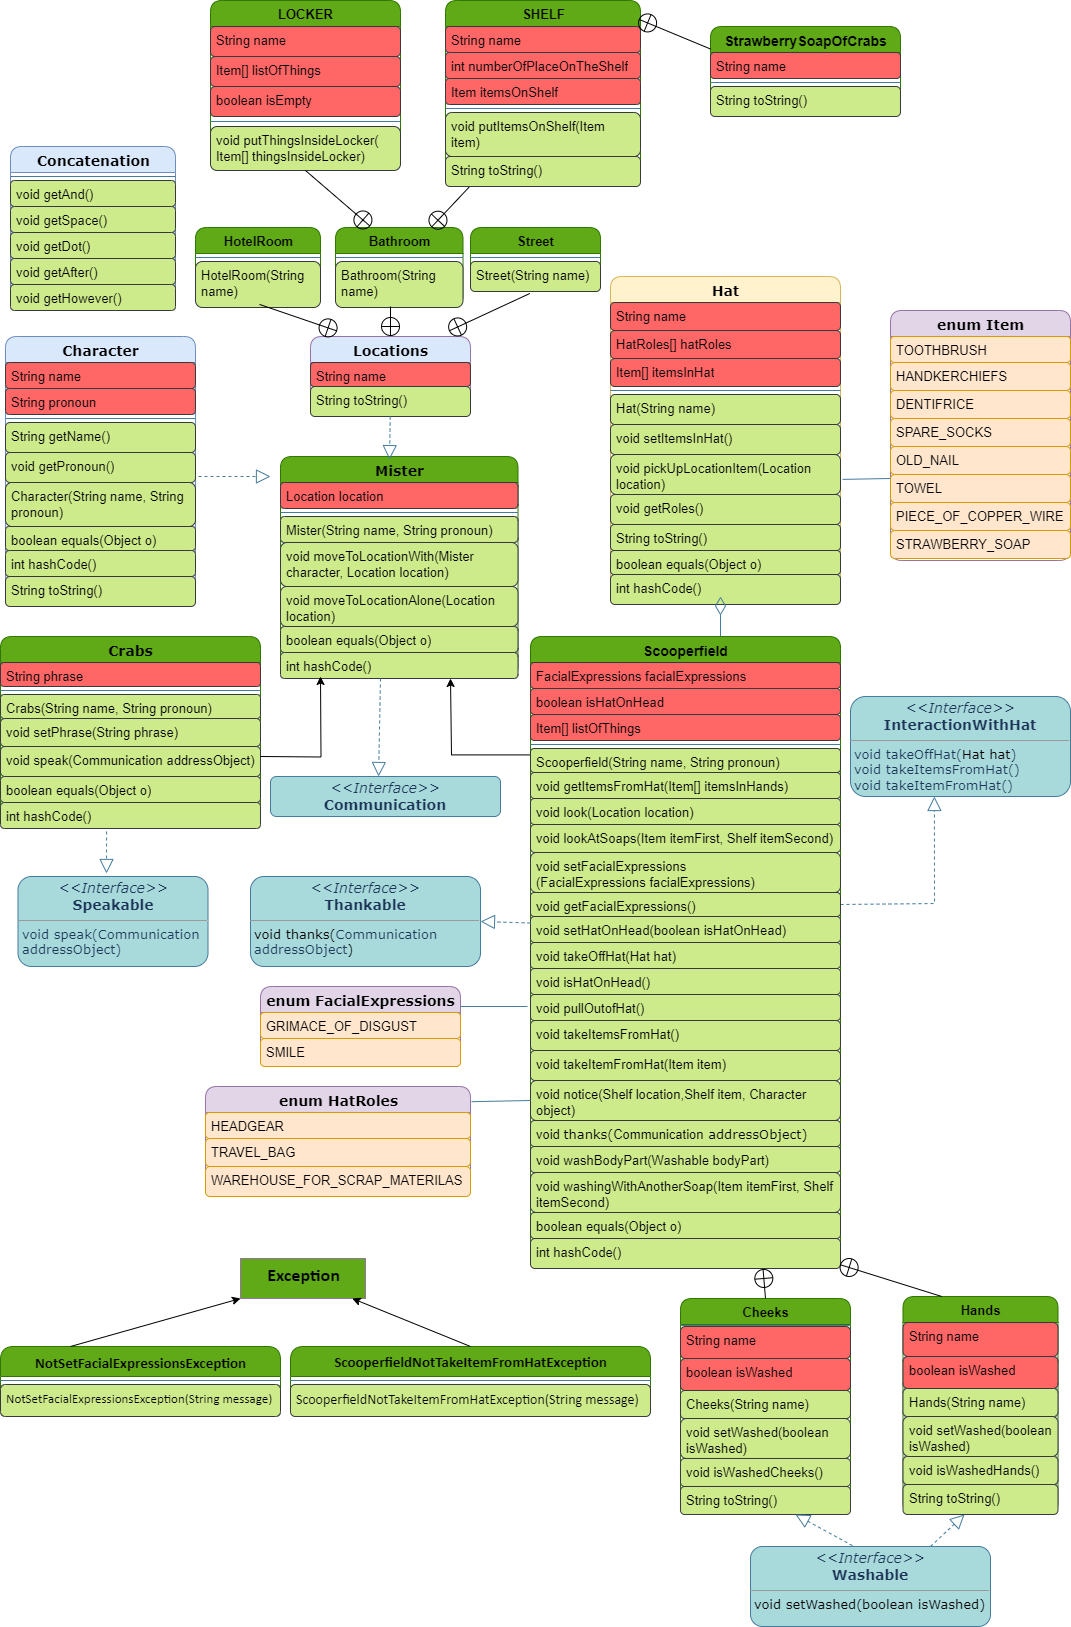 LOCKER
String name
Item[] listOfThings
boolean isEmpty
void putThingsInsideLocker(
Item[] thingsInsideLocker)
SHELF
String name
int numberOfPlaceOnTheShelf
Item itemsOnShelf
void putItemsOnShelf(Item
item)
String toString()
StrawberrySoapOfCrabs
String name
String toString()
Concatenation
void getAnd()
void getSpace()
void getDot()
void getAfter()
void getHowever()
HotelRoom
HotelRoom(String
name)
Bathroom
Bathroom(String
name)
Street
Street(String name)
Locations
String name
String toString()
Character
String name
String pronoun
String getName()
void getPronoun()
Character(String name, String
pronoun)
boolean equals(Object o)
int hashCode()
String toString()
Mister
Location location
Mister(String name, String pronoun)
void moveToLocationWith(Mister
character, Location location)
void moveToLocationAlone(Location
location)
boolean equals(Object o)
int hashCode()
Hat
String name
HatRoles[] hatRoles
Item[] itemsInHat
Hat(String name)
void setItemsInHat()
void pickUpLocationItem(Location
location)
void getRoles()
String toString()
boolean equals(Object o)
int hashCode()
enum Item
TOOTHBRUSH
HANDKERCHIEFS
DENTIFRICE
SPARE_SOCKS
OLD_NAIL
TOWEL
PIECE_OF_COPPER_WIRE
STRAWBERRY_SOAP
Crabs
String phrase
Crabs(String name, String pronoun)
void setPhrase(String phrase)
void speak(Communication addressObject)
boolean equals(Object o)
int hashCode()
<<Interface>>
Communication
<<Interface>>
Speakable
void speak(Communication
addressObject)
<<Interface>>
Thankable
void thanks(Communication
addressObject)
Scooperfield
FacialExpressions facialExpressions
boolean isHatOnHead
Item[] listOfThings
Scooperfield(String name, String pronoun)
void getItemsFromHat(Item[] itemsInHands)
void look(Location location)
void lookAtSoaps(Item itemFirst, Shelf itemSecond)
void setFacialExpressions
(FacialExpressions facialExpressions)
void getFacialExpressions()
void setHatOnHead(boolean isHatOnHead)
void takeOffHat(Hat hat)
void isHatOnHead()
void pullOutofHat()
void takeItemsFromHat()
void takeItemFromHat(Item item)
void notice(Shelf location,Shelf item, Character
object)
void thanks(Communication addressObject)
void washBodyPart(Washable bodyPart)
void washingWithAnotherSoap(Item itemFirst, Shelf
itemSecond)
boolean equals(Object o)
int hashCode()
<<Interface>>
InteractionWithHat
void takeOffHat(Hat hat)
void takeItemsFromHat()
void takeItemFromHat()
enum FacialExpressions
GRIMACE_OF_DISGUST
SMILE
enum HatRoles
HEADGEAR
TRAVEL_BAG
WAREHOUSE_FOR_SCRAP_MATERILAS
Exception
NotSetFacialExpressionsException
NotSetFacialExpressionsException(String message)
ScooperfieldNotTakeItemFromHatException
ScooperfieldNotTakeItemFromHatException(String message)
Cheeks
String name
boolean isWashed
Cheeks(String name)
void setWashed(boolean
isWashed)
void isWashedCheeks()
String toString()
Hands
String name
boolean isWashed
Hands(String name)
void setWashed(boolean
isWashed)
void isWashedHands()
String toString()
<<Interface>>
Washable
void setWashed(boolean isWashed)